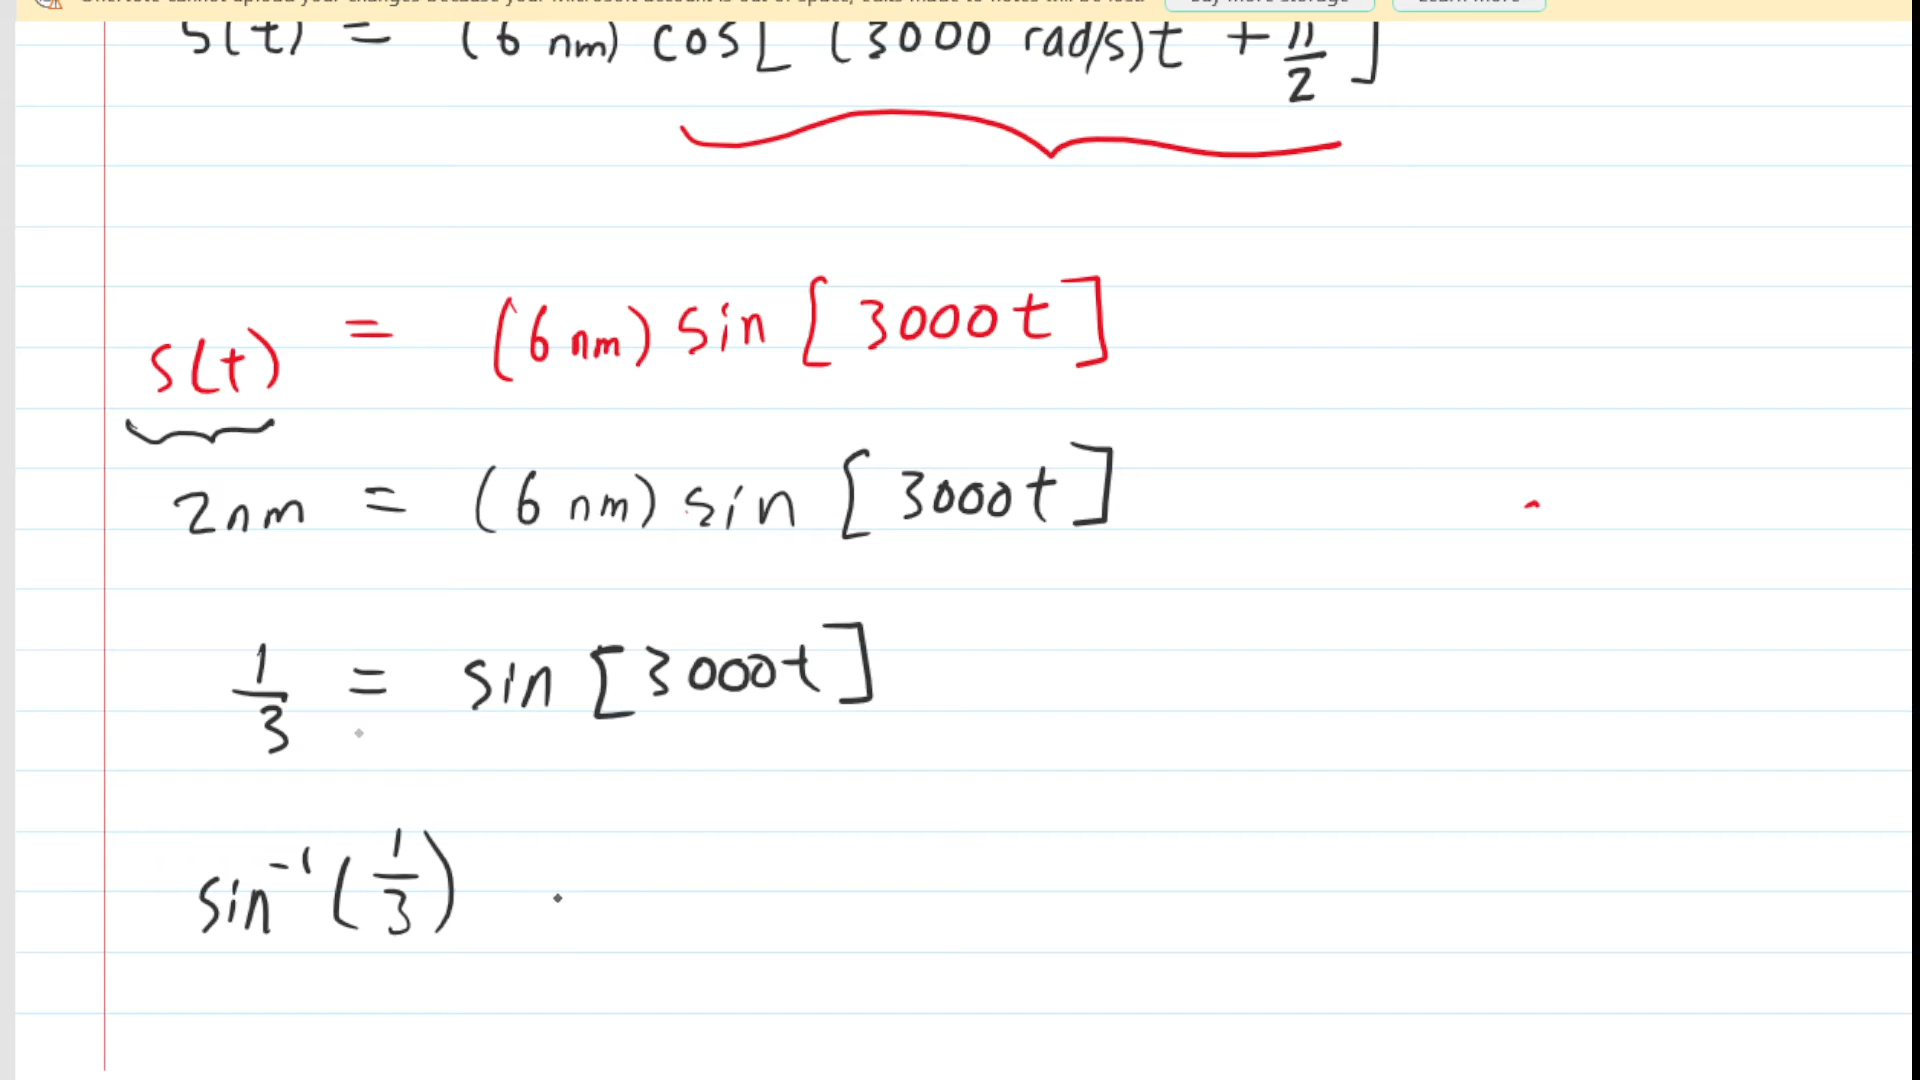 s(t) = (6 nm) cos[ (3000 rad/s)t + π/2 ]
s(t) = (6 nm) sin [ 3000t ]
2nm = (6 nm) sin [ 3000t ]
1/3 = sin [3000t]
sin⁻¹ (1/3)